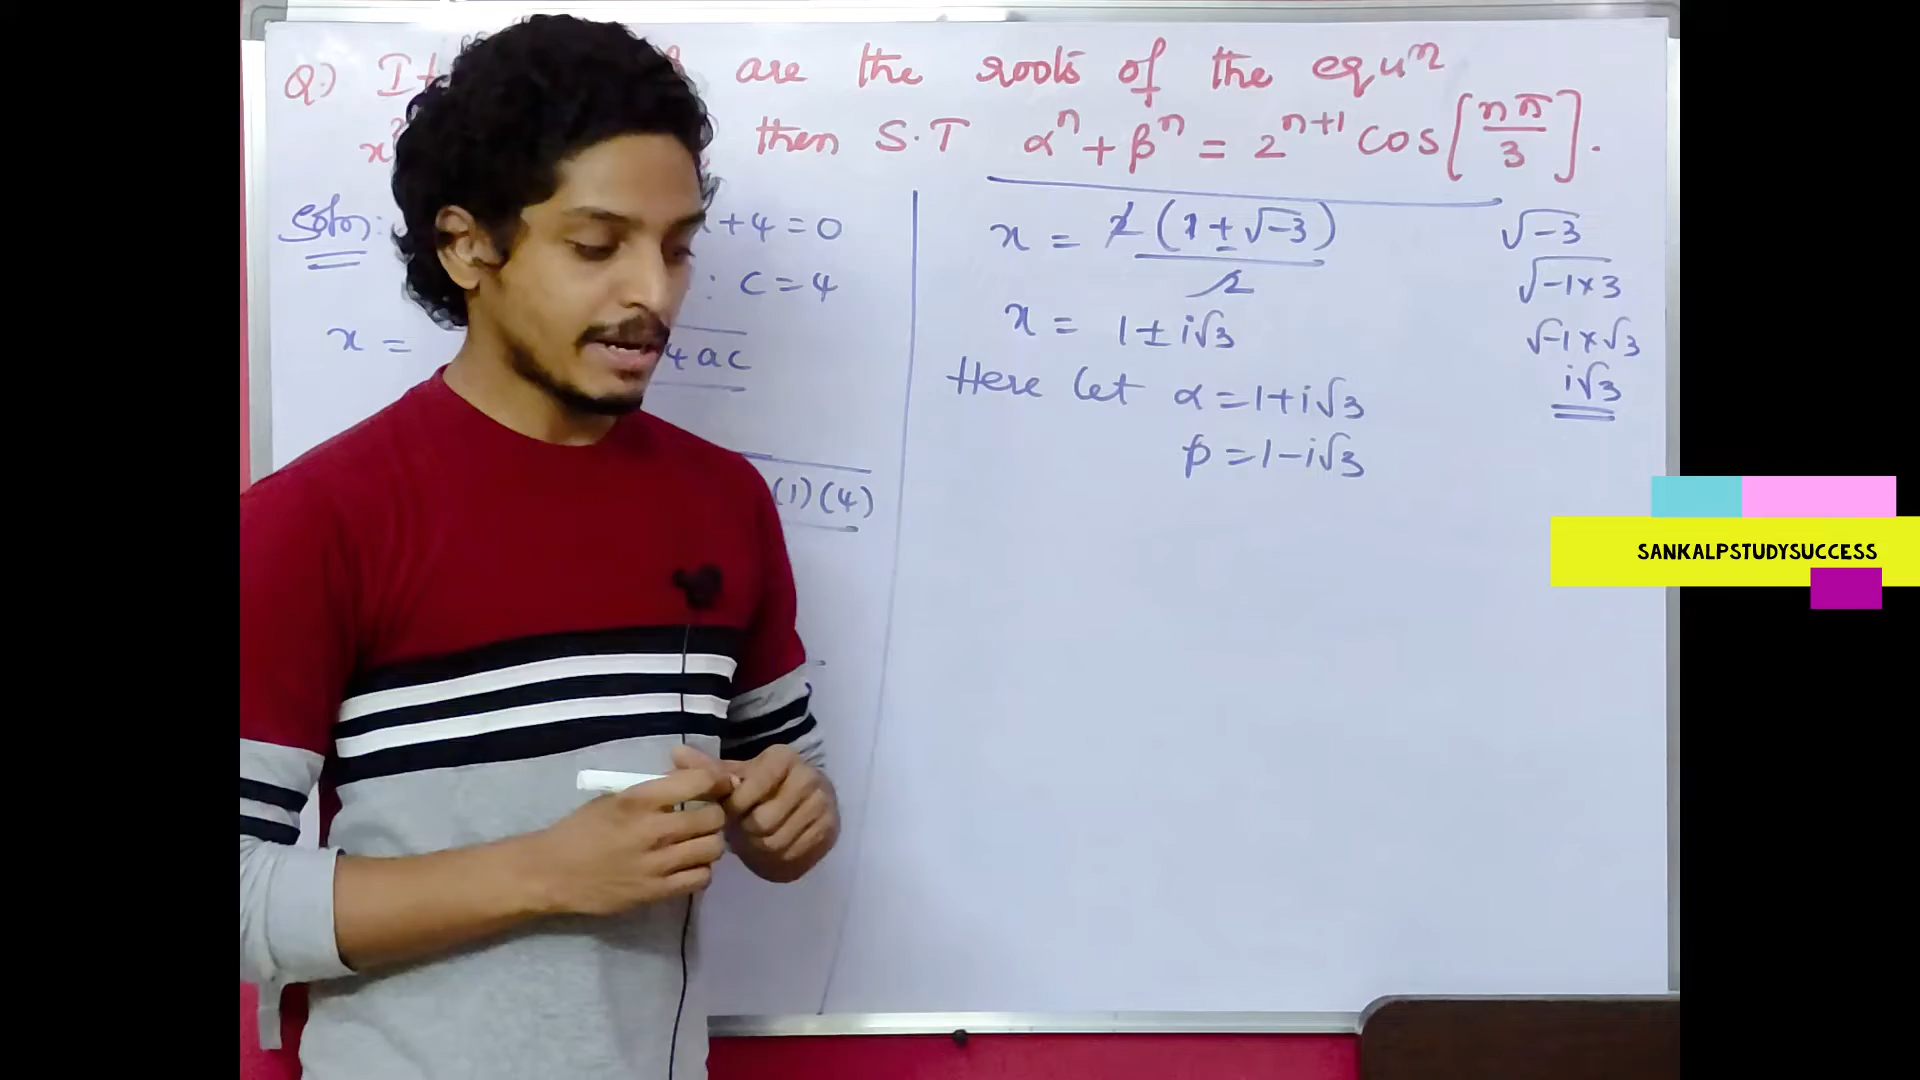 Q:) If are the roots of the equⁿ
x² then S.T αⁿ + βⁿ = 2ⁿ⁺¹ cos[nπ/3].
Soln: +4=0
: C=4
x =
4ac
(1)(4)
x = 2(1±√-3)/2
x = 1±i√3
Here let α=1+i√3
β=1-i√3
√-3
√-1×3
√-1×√3
i√3
SANKALPSTUDYSUCCESS